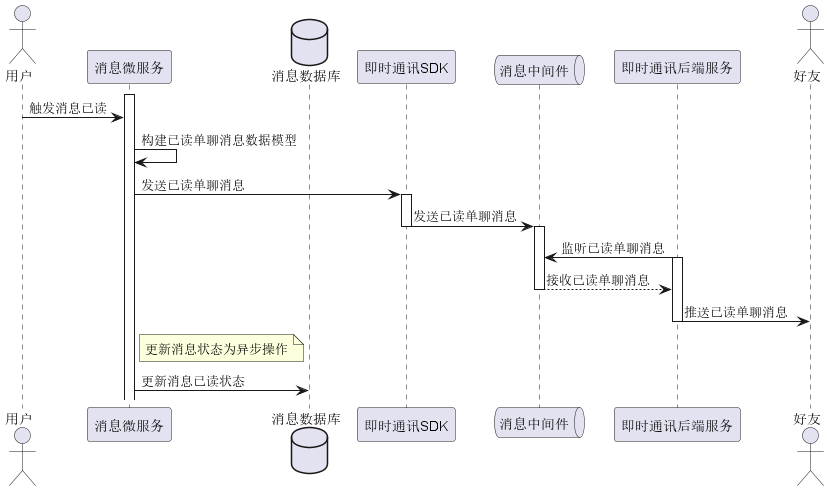 用户
消息微服务
消息数据库
即时通讯SDK
消息中间件
即时通讯后端服务
好友
触发消息已读
构建已读单聊消息数据模型
发送已读单聊消息
发送已读单聊消息
监听已读单聊消息
接收已读单聊消息
推送已读单聊消息
更新消息状态为异步操作
更新消息已读状态
用户
消息微服务
消息数据库
即时通讯SDK
消息中间件
即时通讯后端服务
好友